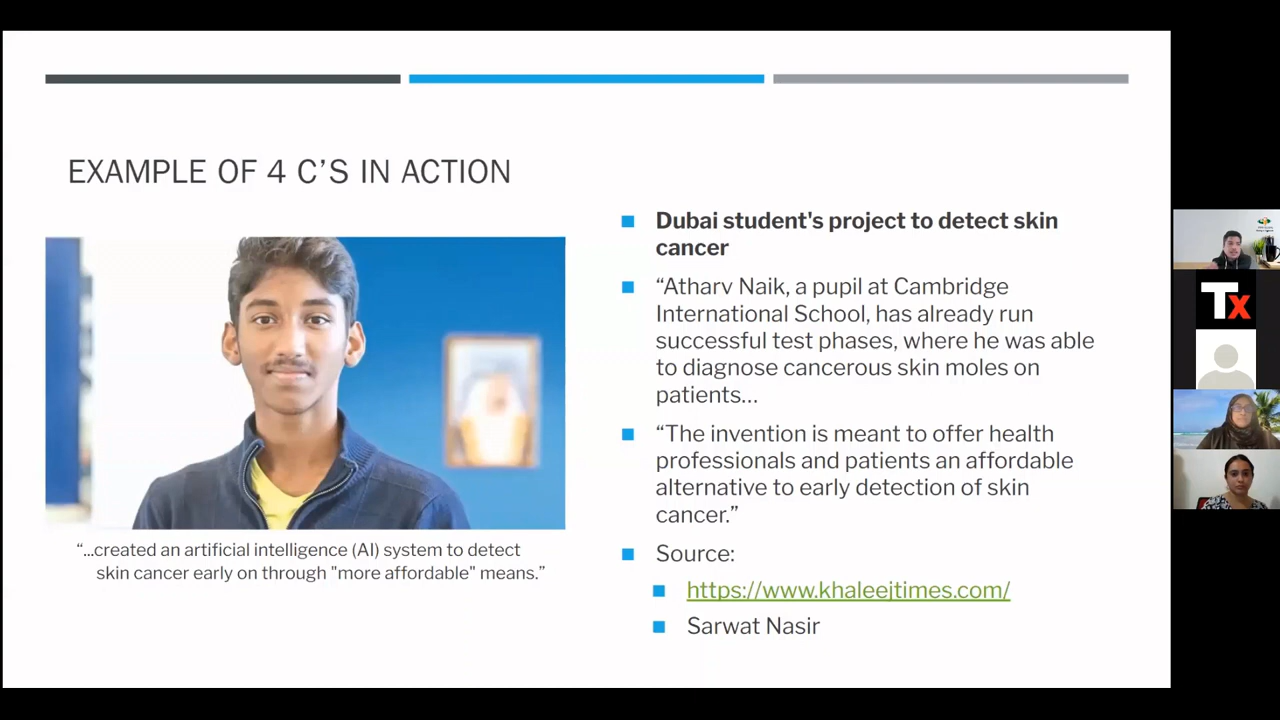 EXAMPLE OF 4 C’S IN ACTION
Dubai student's project to detect skin
cancer
“Atharv Naik, a pupil at Cambridge
International School, has already run
successful test phases, where he was able
to diagnose cancerous skin moles on
patients…
“The invention is meant to offer health
professionals and patients an affordable
alternative to early detection of skin
cancer.”
Source:
https://www.khaleejtimes.com/
Sarwat Nasir
“...created an artificial intelligence (AI) system to detect
skin cancer early on through "more affordable" means.”
Tx